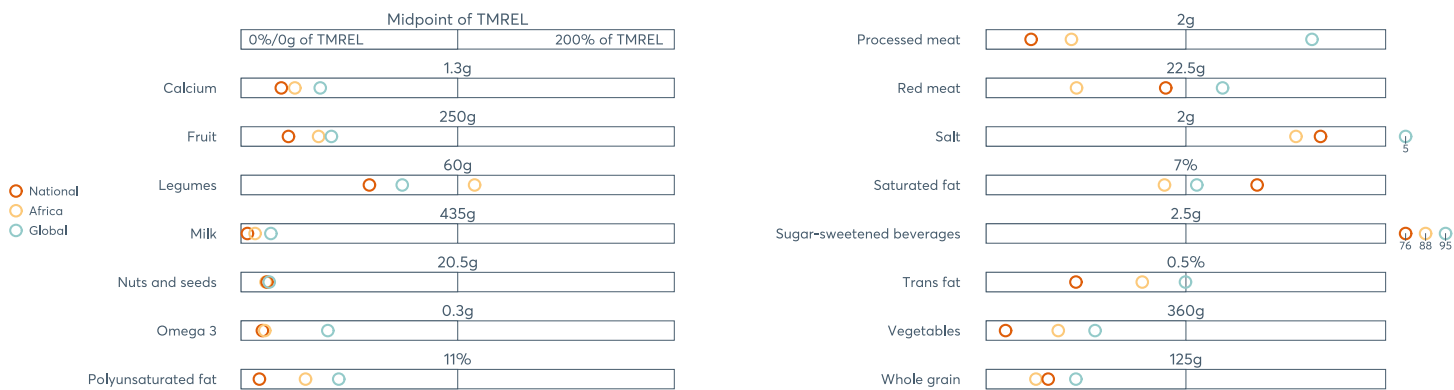 Midpoint of TMREL
0%/0g of TMREL 200% of TMREL
1.3g
Calcium
250g
Fruit
60g
Legumes
435g
Milk
20.5g
Nuts and seeds
0.3g
Omega 3
11%
Polyunsaturated fat
National
Africa
Global
2g
Processed meat
22.5g
Red meat
2g
Salt
5
7%
Saturated fat
2.5g
Sugar-sweetened beverages
76 88 95
0.5%
Trans fat
360g
Vegetables
125g
Whole grain